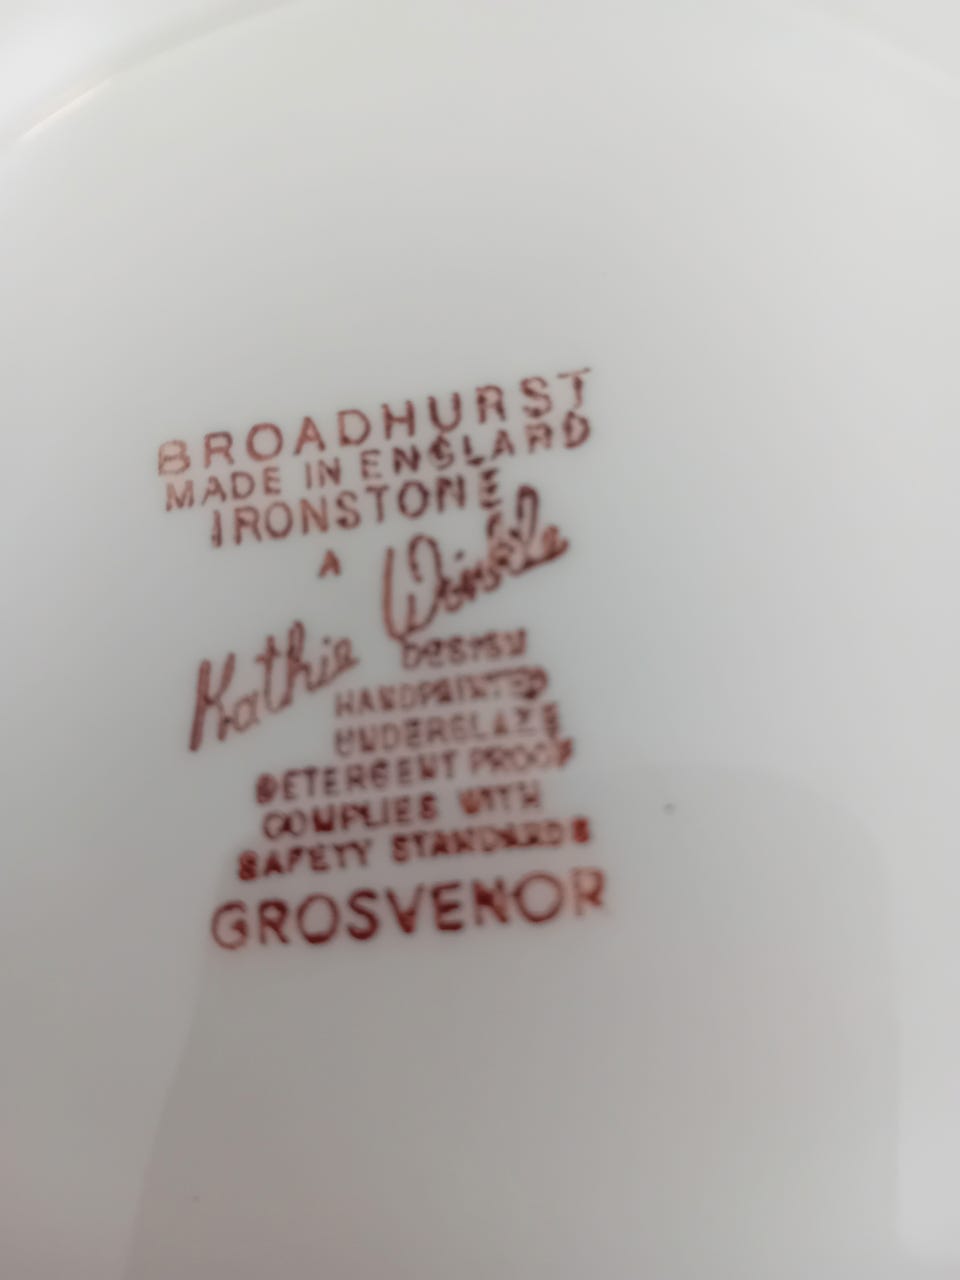 BROADHURST
MADE IN ENGLAND
IRONSTONE
A
Kathie Winkle
DESIGN
HANDPAINTED
UNDERGLAZE
DETERGENT PROOF
COMPLIES WITH
SAFETY STANDARDS
GROSVENOR